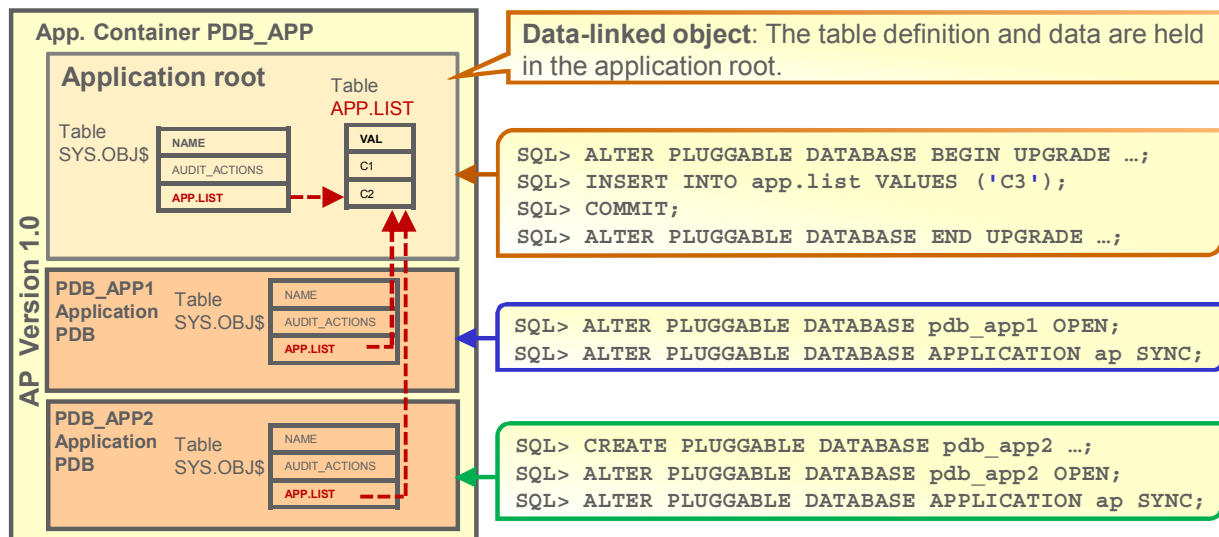 App. Container PDB_APP
Application root
Table
APP.LIST
Table
SYS.OBJ$
NAME
AUDIT_ACTIONS
APP.LIST
VAL
C1
C2
AP Version 1.0
PDB_APP1
Application
PDB
Table
SYS.OBJ$
NAME
AUDIT_ACTIONS
APP.LIST
PDB_APP2
Application
PDB
Table
SYS.OBJ$
NAME
AUDIT_ACTIONS
APP.LIST
Data-linked object: The table definition and data are held
in the application root.
SQL> ALTER PLUGGABLE DATABASE BEGIN UPGRADE …;
SQL> INSERT INTO app.list VALUES ('C3');
SQL> COMMIT;
SQL> ALTER PLUGGABLE DATABASE END UPGRADE …;
SQL> ALTER PLUGGABLE DATABASE pdb_app1 OPEN;
SQL> ALTER PLUGGABLE DATABASE APPLICATION ap SYNC;
SQL> CREATE PLUGGABLE DATABASE pdb_app2 …;
SQL> ALTER PLUGGABLE DATABASE pdb_app2 OPEN;
SQL> ALTER PLUGGABLE DATABASE APPLICATION ap SYNC;